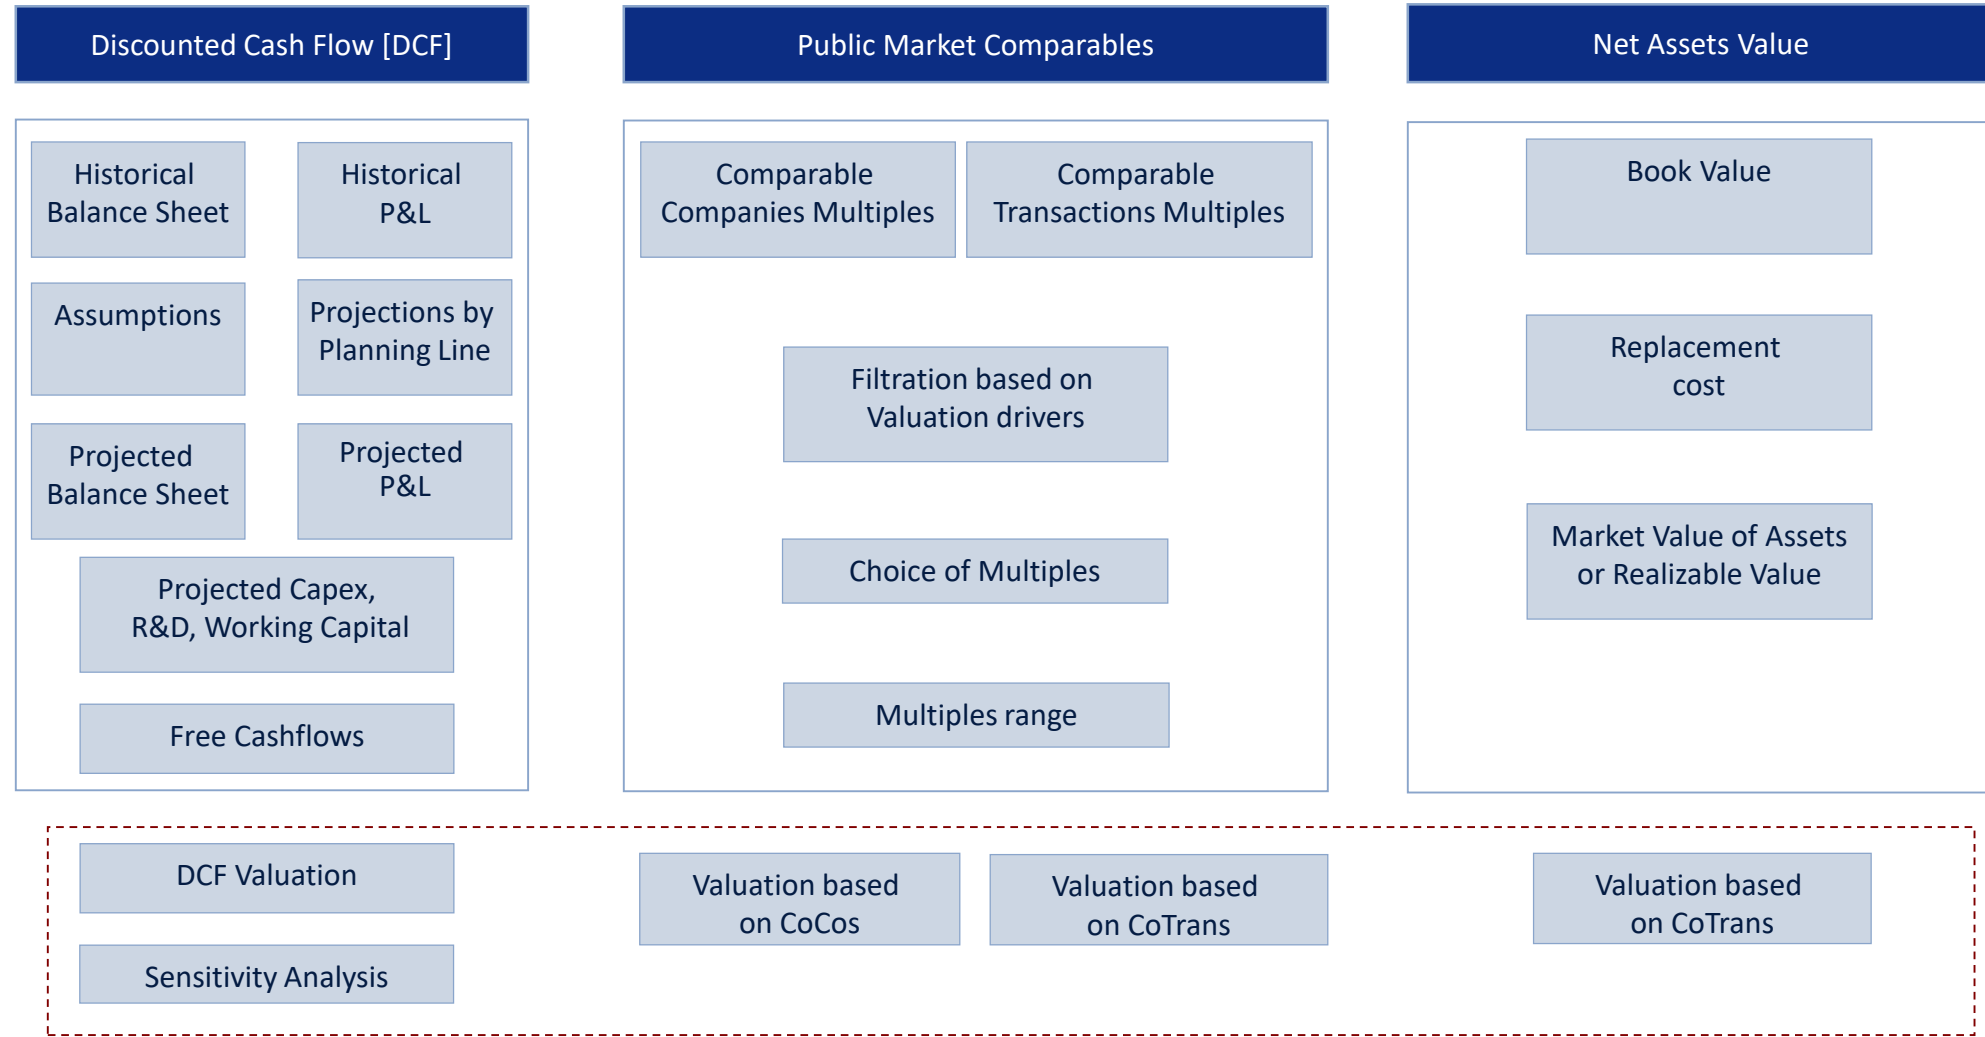 Discounted Cash Flow [DCF]
Historical
Balance Sheet
Historical
P&L
Assumptions
Projections by
Planning Line
Projected
Balance Sheet
Projected
P&L
Projected Capex,
R&D, Working Capital
Free Cashflows
DCF Valuation
Sensitivity Analysis
Public Market Comparables
Comparable
Companies Multiples
Comparable
Transactions Multiples
Filtration based on
Valuation drivers
Choice of Multiples
Multiples range
Valuation based
on CoCos
Valuation based
on CoTrans
Net Assets Value
Book Value
Replacement
cost
Market Value of Assets
or Realizable Value
Valuation based
on CoTrans